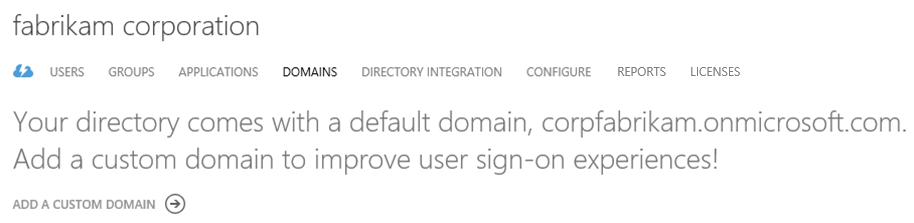 fabrikam corporation
USERS GROUPS APPLICATIONS DOMAINS DIRECTORY INTEGRATION CONFIGURE REPORTS LICENSES
Your directory comes with a default domain, corpfabrikam.onmicrosoft.com.
Add a custom domain to improve user sign-on experiences!
ADD A CUSTOM DOMAIN